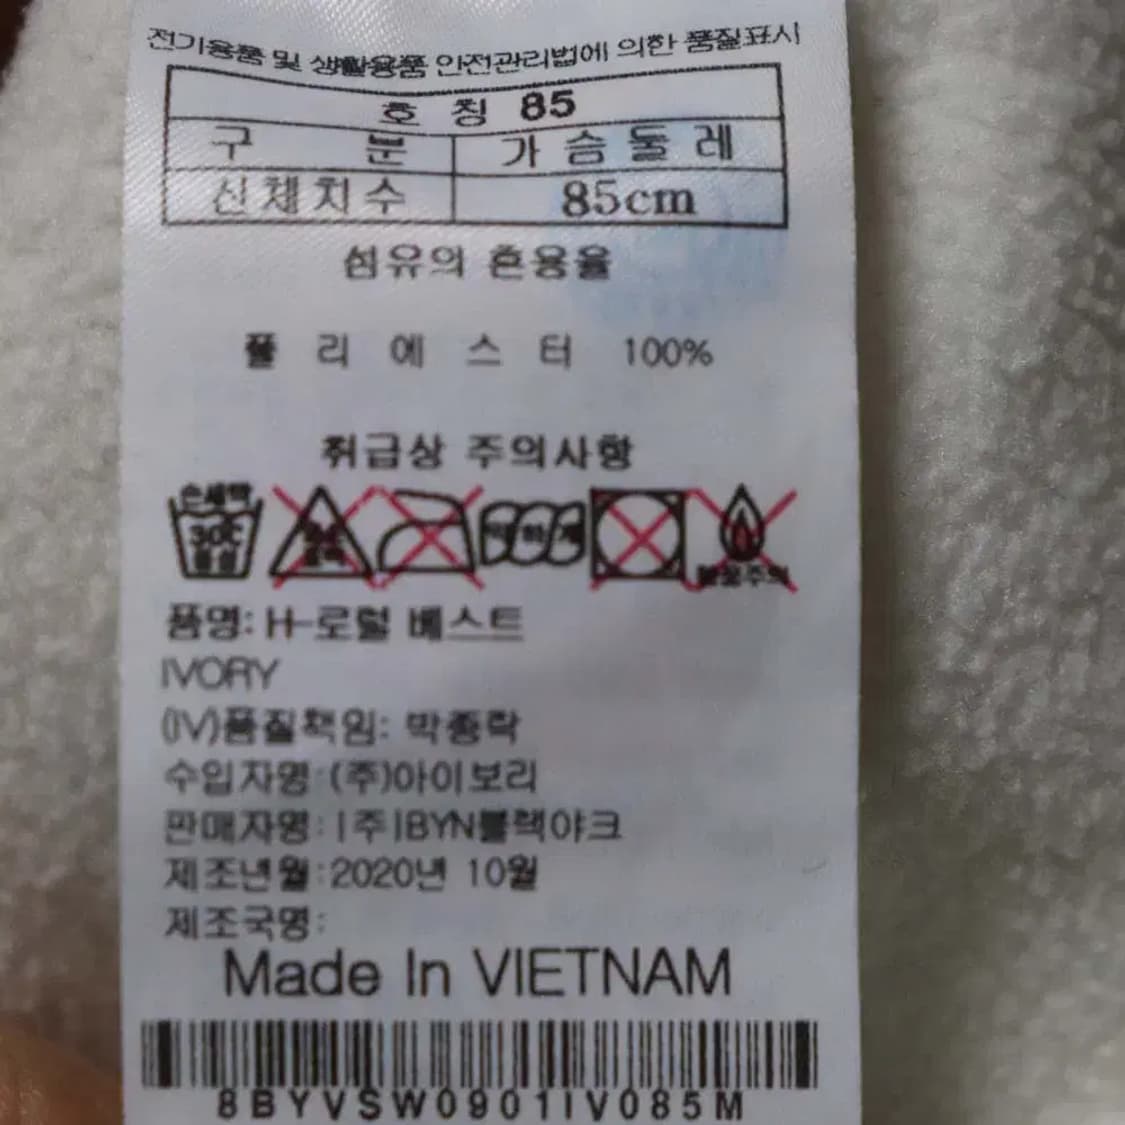 전기용품 및 생활용품 안전관리법에 의한 품질표시
호 칭 85
구 분 가 슴 둘 레
신체치수 85cm
섬유의 혼용율
폴 리 에 스 터 100%
취급상 주의사항
손세탁
30℃
중성
약하게
품명: H-로럴 베스트
IVORY
(IV)품질책임: 박종락
수입자명:(주)아이보리
판매자명:(주)BYN블랙야크
제조년월:2020년 10월
제조국명:
Made In VIETNAM
8BYVSW0901IV085M